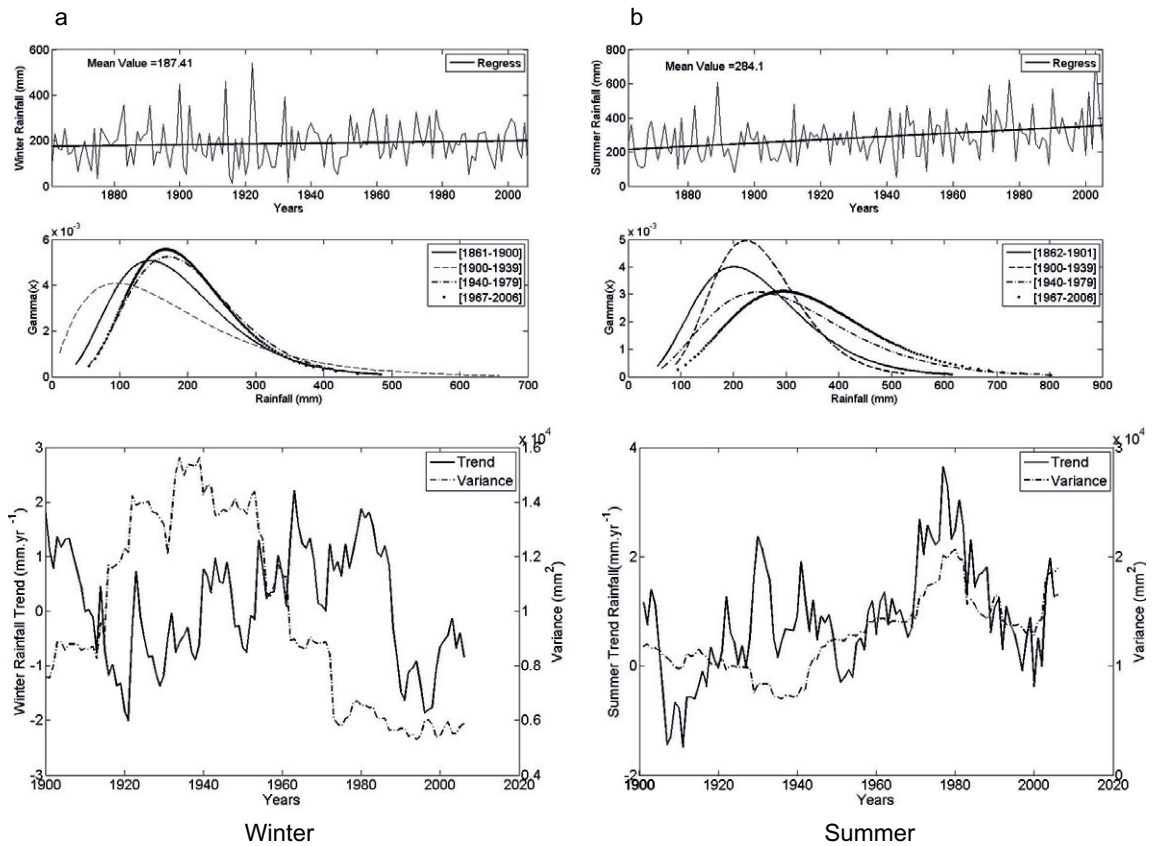 a
600
400
200
0
Winter Rainfall (mm)
Mean Value =187.41
Regress
1880 1900 1920 1940 1960 1980 2000
Years
6
4
2
0
x 10-3
Gamma(x)
[1861-1900]
[1900-1939]
[1940-1979]
[1967-2006]
0 100 200 300 400 500 600 700
Rainfall (mm)
3
2
1
0
-1
-2
-3
Winter Rainfall Trend (mm.yr -1)
Trend
Variance
x 10 4
1.6
1.4
1.2
1
0.8
0.6
0.4
Variance (mm2)
1900 1920 1940 1960 1980 2000 2020
Years
Winter
b
800
600
400
200
0
Summer Rainfall (mm)
Mean Value =284.1
Regress
1880 1900 1920 1940 1960 1980 2000
Years
5
4
3
2
1
0
x 10-3
Gamma(x)
[1862-1901]
[1900-1939]
[1940-1979]
[1967-2006]
0 100 200 300 400 500 600 700 800 900
Rainfall (mm)
4
2
0
-2
Summer Trend Rainfall(mm.yr -1)
Trend
Variance
x 10 4
3
2
1
0
Variance (mm2)
1900 1920 1940 1960 1980 2000 2020
Years
Summer